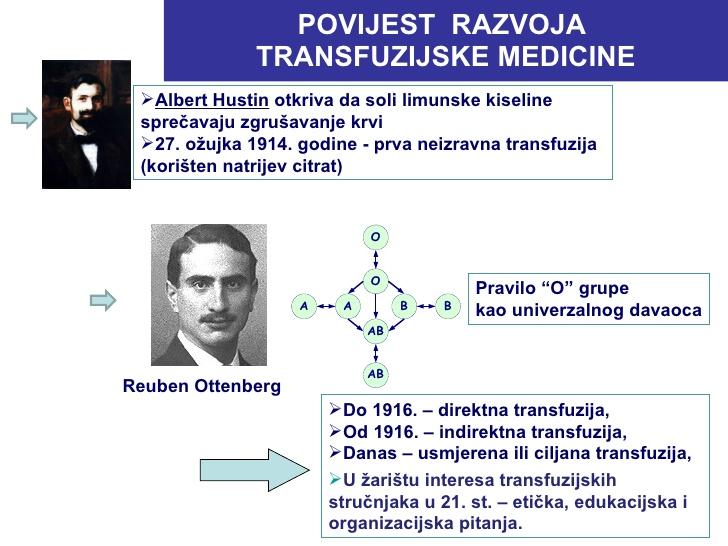 POVIJEST RAZVOJA
TRANSFUZIJSKE MEDICINE
➢Albert Hustin otkriva da soli limunske kiseline
sprečavaju zgrušavanje krvi
➢27. ožujka 1914. godine - prva neizravna transfuzija
(korišten natrijev citrat)
O
O
A A B B
AB
AB
Pravilo “O” grupe
kao univerzalnog davaoca
Reuben Ottenberg
➢Do 1916. – direktna transfuzija,
➢Od 1916. – indirektna transfuzija,
➢Danas – usmjerena ili ciljana transfuzija,
➢U žarištu interesa transfuzijskih
stručnjaka u 21. st. – etička, edukacijska i
organizacijska pitanja.